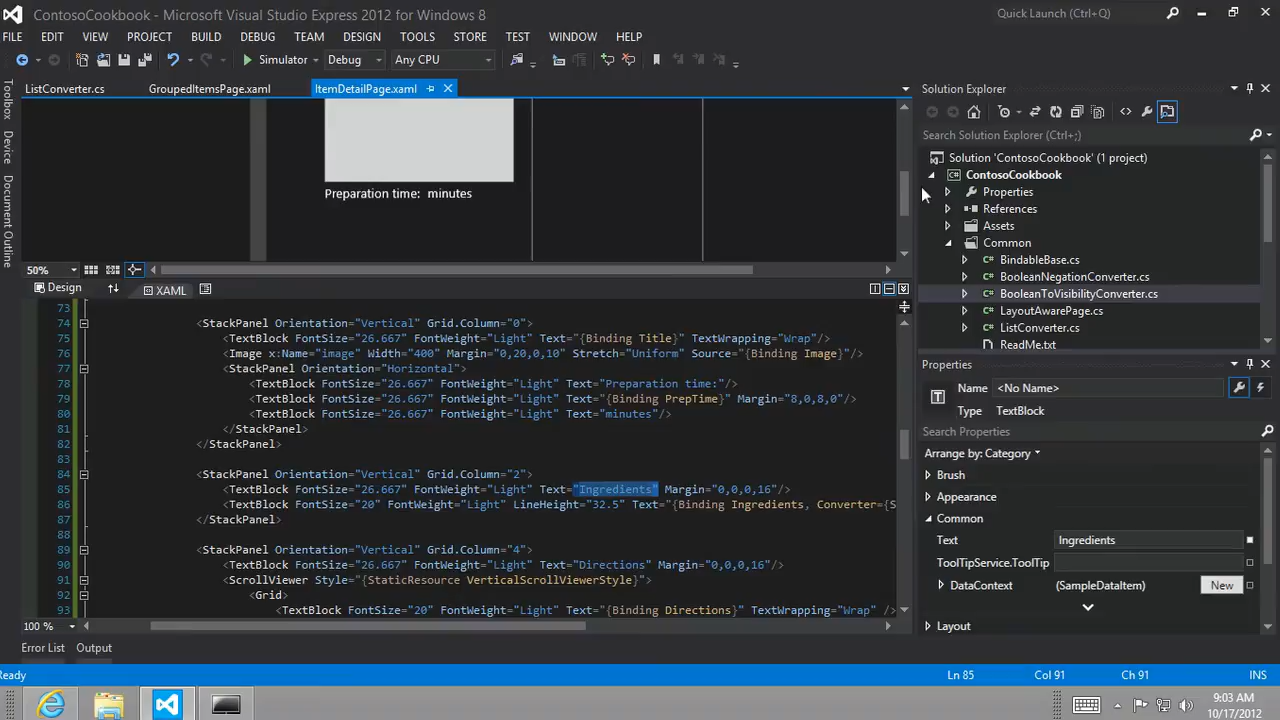 ContosoCookbook - Microsoft Visual Studio Express 2012 for Windows 8
Quick Launch (Ctrl+Q)
FILE EDIT VIEW PROJECT BUILD DEBUG TEAM DESIGN TOOLS STORE TEST WINDOW HELP
Simulator Debug Any CPU
ListConverter.cs GroupedItemsPage.xaml ItemDetailPage.xaml
Toolbox
Device
Document Outline
Preparation time: minutes
50%
Design XAML
73
74 <StackPanel Orientation="Vertical" Grid.Column="0">
75 <TextBlock FontSize="26.667" FontWeight="Light" Text="{Binding Title}" TextWrapping="Wrap"/>
76 <Image x:Name="image" Width="400" Margin="0,20,0,10" Stretch="Uniform" Source="{Binding Image}"/>
77 <StackPanel Orientation="Horizontal">
78 <TextBlock FontSize="26.667" FontWeight="Light" Text="Preparation time:"/>
79 <TextBlock FontSize="26.667" FontWeight="Light" Text="{Binding PrepTime}" Margin="8,0,8,0"/>
80 <TextBlock FontSize="26.667" FontWeight="Light" Text="minutes"/>
81 </StackPanel>
82 </StackPanel>
83
84 <StackPanel Orientation="Vertical" Grid.Column="2">
85 <TextBlock FontSize="26.667" FontWeight="Light" Text="Ingredients" Margin="0,0,0,16"/>
86 <TextBlock FontSize="20" FontWeight="Light" LineHeight="32.5" Text="{Binding Ingredients, Converter={S
87 </StackPanel>
88
89 <StackPanel Orientation="Vertical" Grid.Column="4">
90 <TextBlock FontSize="26.667" FontWeight="Light" Text="Directions" Margin="0,0,0,16"/>
91 <ScrollViewer Style="{StaticResource VerticalScrollViewerStyle}">
92 <Grid>
93 <TextBlock FontSize="20" FontWeight="Light" Text="{Binding Directions}" TextWrapping="Wrap" />
100 %
Error List Output
Solution Explorer
Search Solution Explorer (Ctrl+;)
Solution 'ContosoCookbook' (1 project)
C# ContosoCookbook
Properties
References
Assets
Common
C# BindableBase.cs
C# BooleanNegationConverter.cs
C# BooleanToVisibilityConverter.cs
C# LayoutAwarePage.cs
C# ListConverter.cs
ReadMe.txt
Properties
Name <No Name>
Type TextBlock
Search Properties
Arrange by: Category
Brush
Appearance
Common
Text Ingredients
ToolTipService.ToolTip
DataContext (SampleDataItem) New
Layout
Ready
Ln 85 Col 91 Ch 91 INS
9:03 AM
10/17/2012